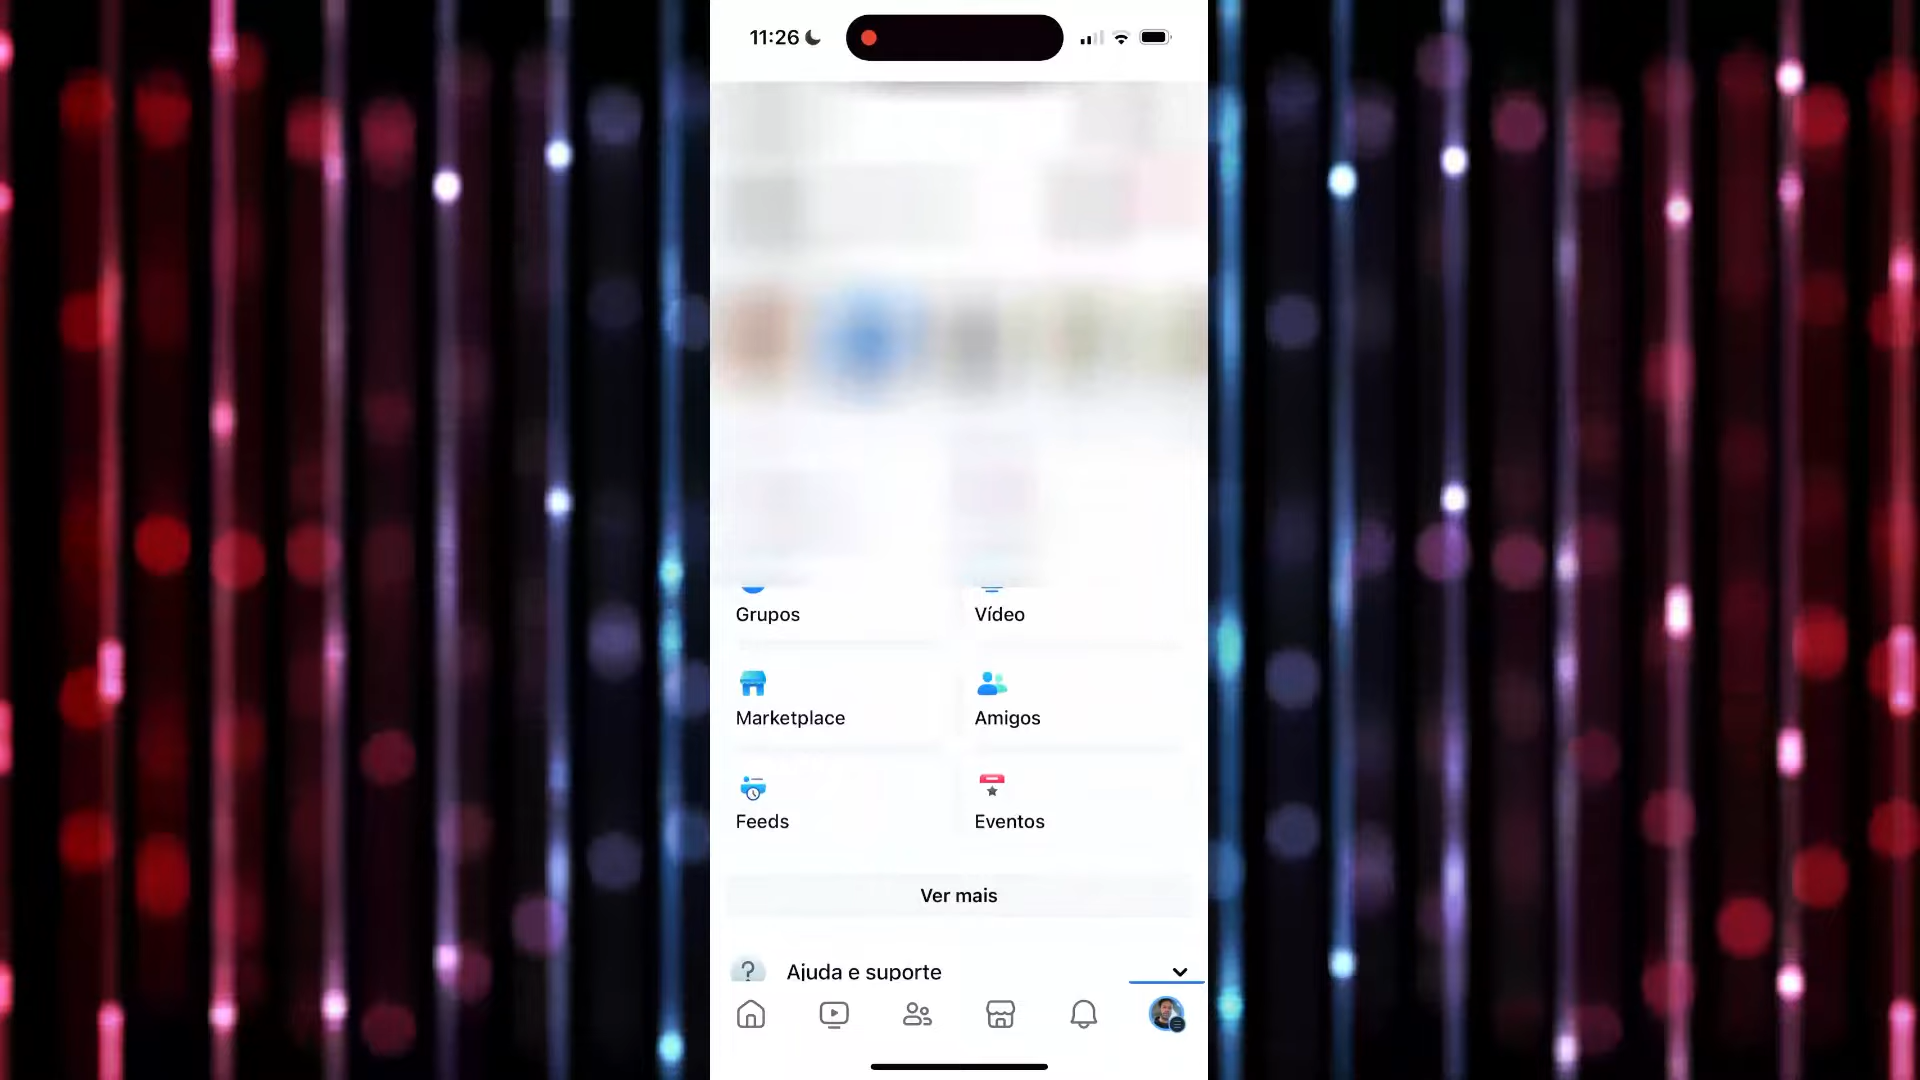 11:26
Grupos
Vídeo
Marketplace
Amigos
Feeds
Eventos
Ver mais
Ajuda e suporte